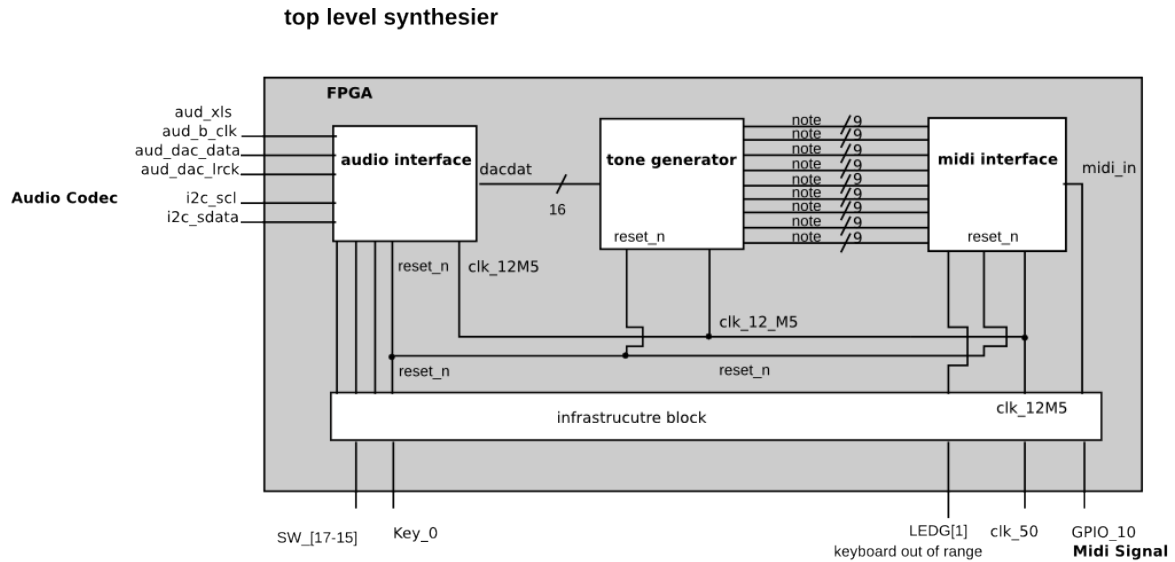 top level synthesier
FPGA
aud_xls
aud_b_clk
aud_dac_data
aud_dac_lrck
Audio Codec
i2c_scl
i2c_sdata
audio interface
dacdat
16
tone generator
reset_n
note 9
note 9
note 9
note 9
note 9
note 9
note 9
note 9
note 9
midi interface
reset_n
midi_in
reset_n
clk_12M5
clk_12_M5
reset_n
reset_n
clk_12M5
infrastrucutre block
SW_[17-15]
Key_0
LEDG[1]
keyboard out of range
clk_50
GPIO_10
Midi Signal